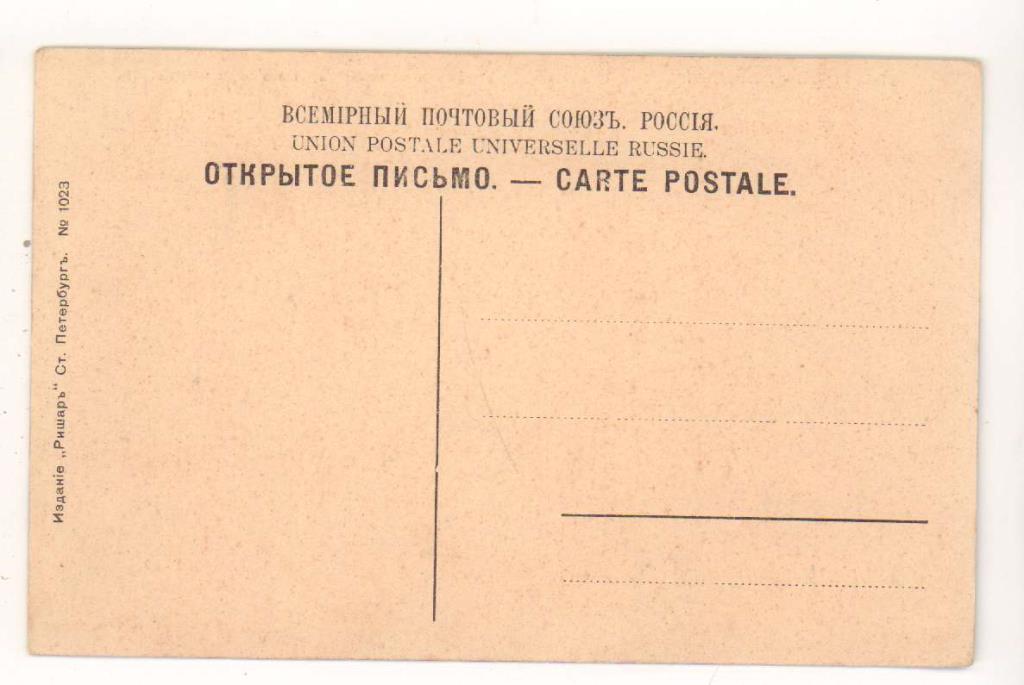 ВСЕМІРНЫЙ ПОЧТОВЫЙ СОЮЗЪ. РОССІЯ.
UNION POSTALE UNIVERSELLE RUSSIE.
ОТКРЫТОЕ ПИСЬМО. — CARTE POSTALE.
Изданіе „Ришаръ“ Ст. Петербургъ. № 1023